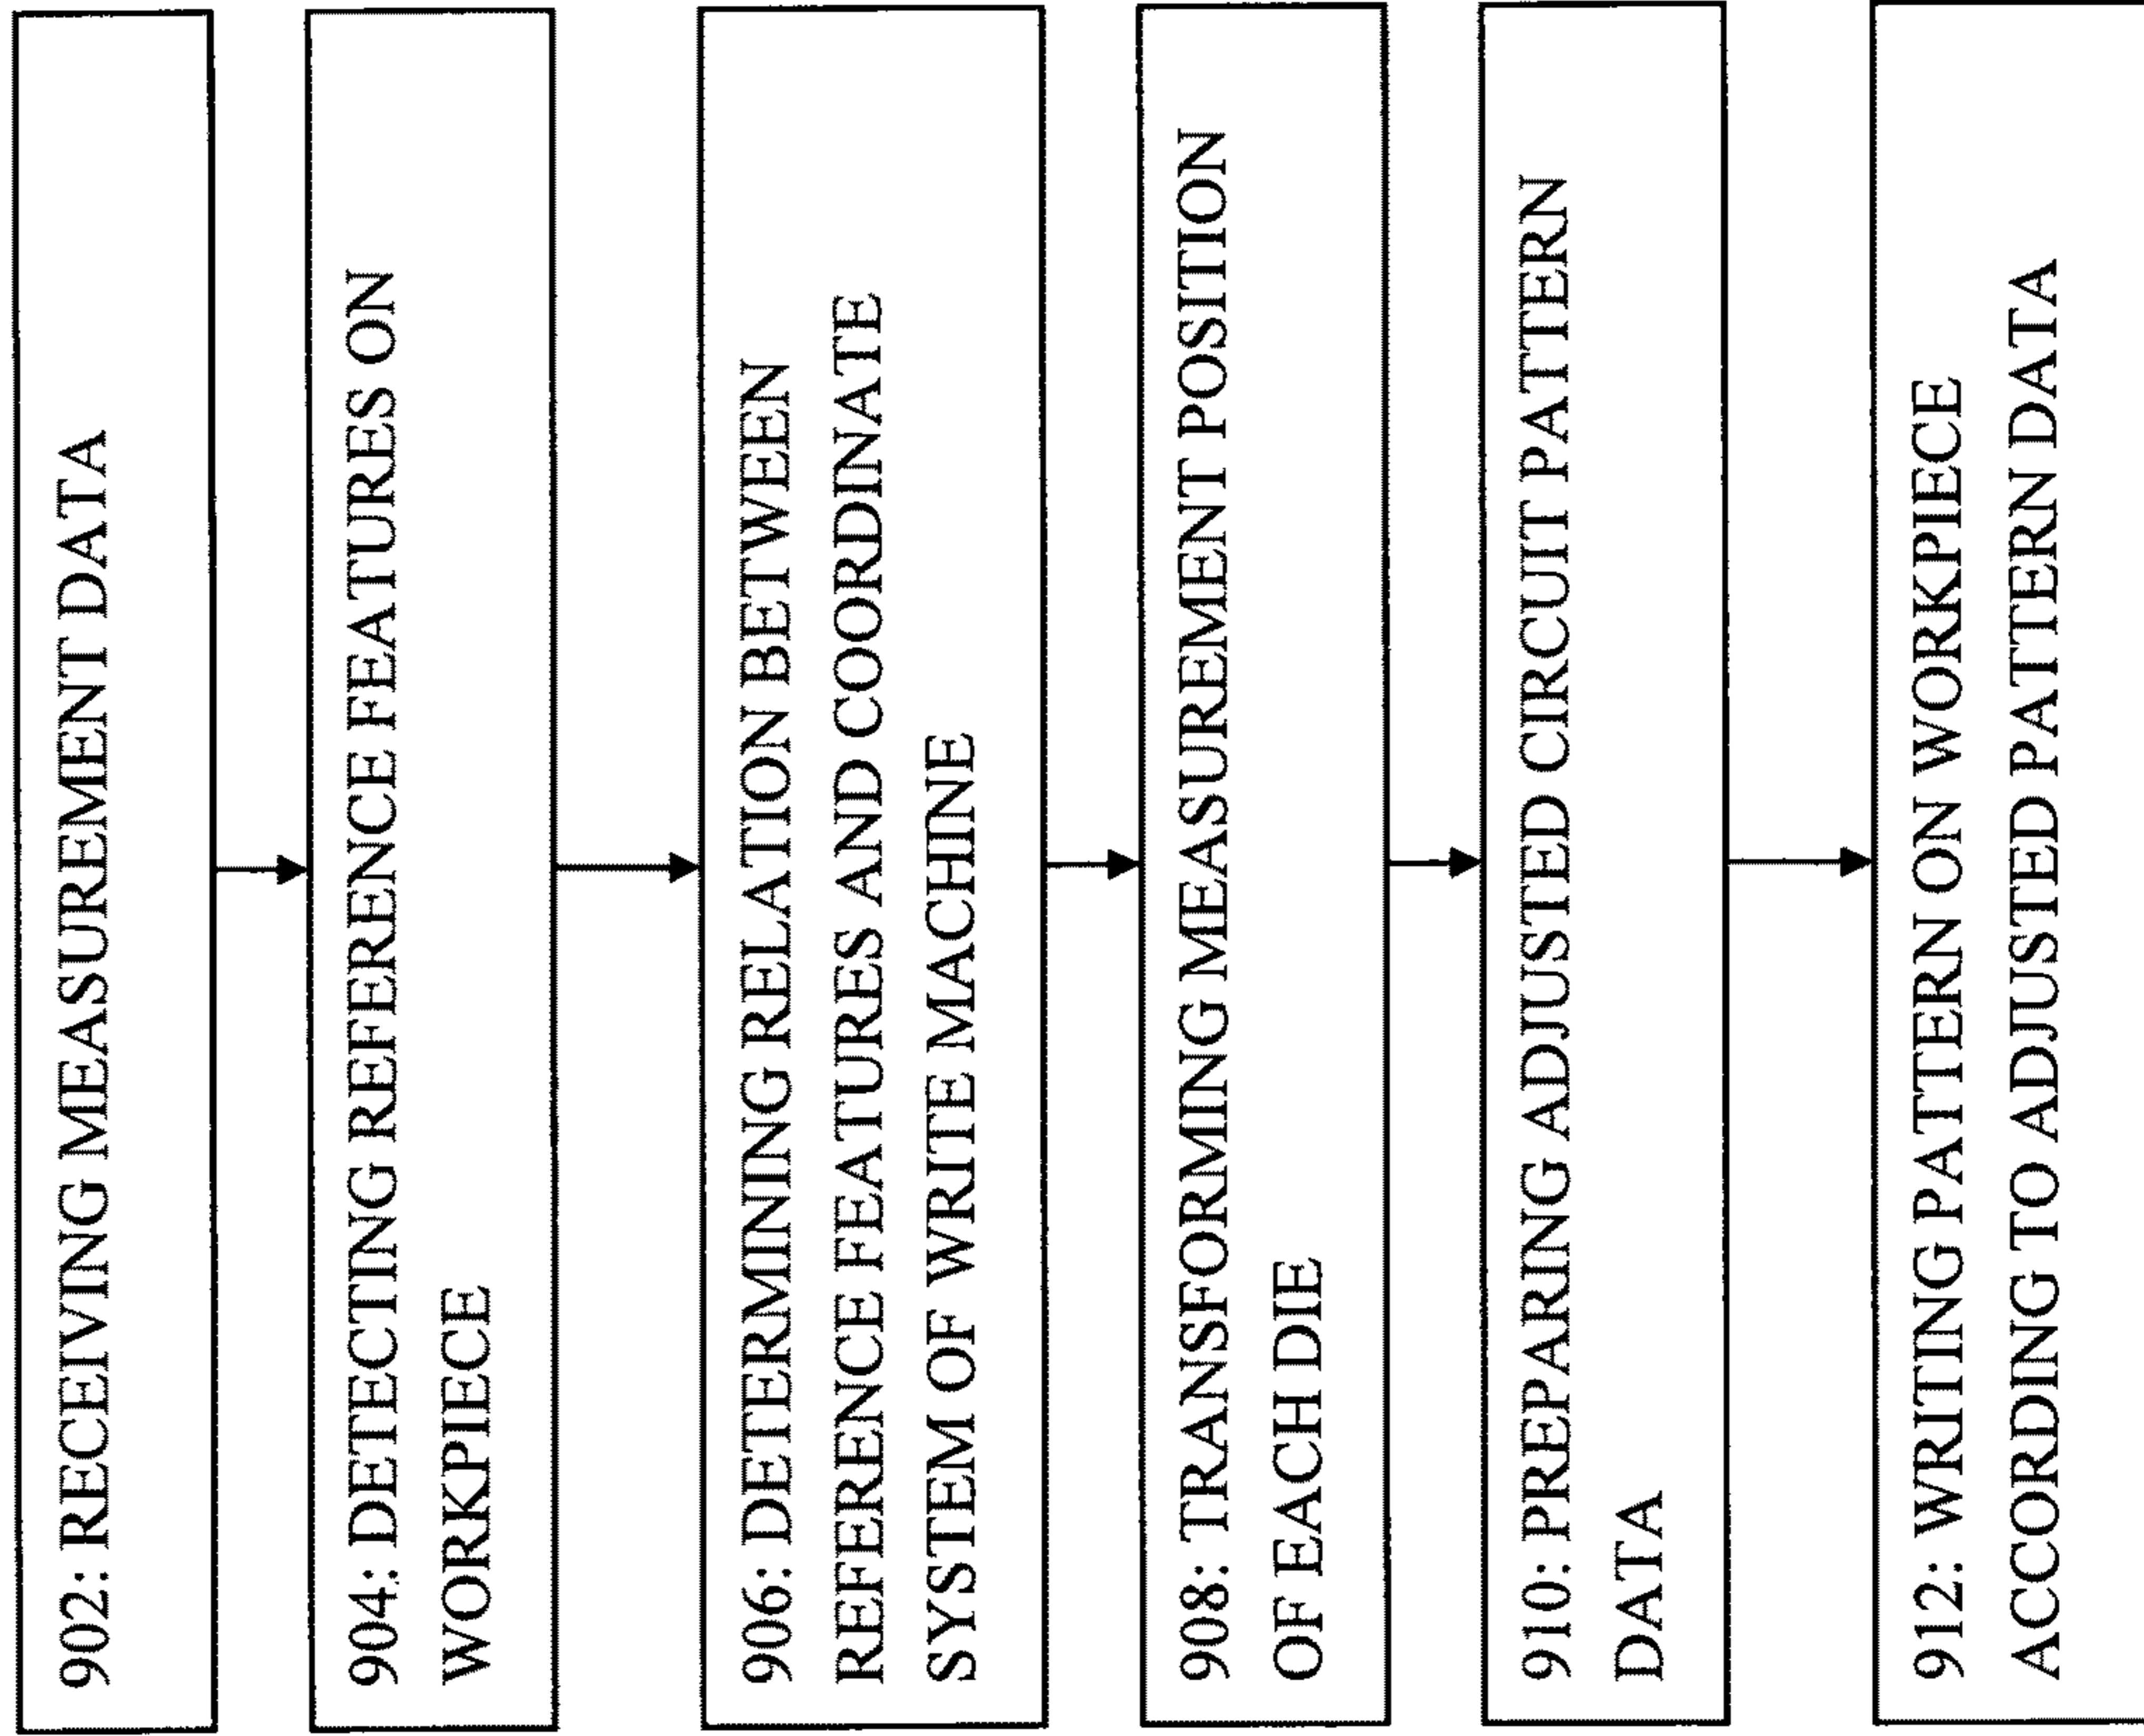 902: RECEIVING MEASUREMENT DATA
904: DETECTING REFERENCE FEATURES ON
WORKPIECE
906: DETERMINING RELATION BETWEEN
REFERENCE FEATURES AND COORDINATE
SYSTEM OF WRITE MACHINE
908: TRANSFORMING MEASUREMENT POSITION
OF EACH DIE
910: PREPARING ADJUSTED CIRCUIT PATTERN
DATA
912: WRITING PATTERN ON WORKPIECE
ACCORDING TO ADJUSTED PATTERN DATA